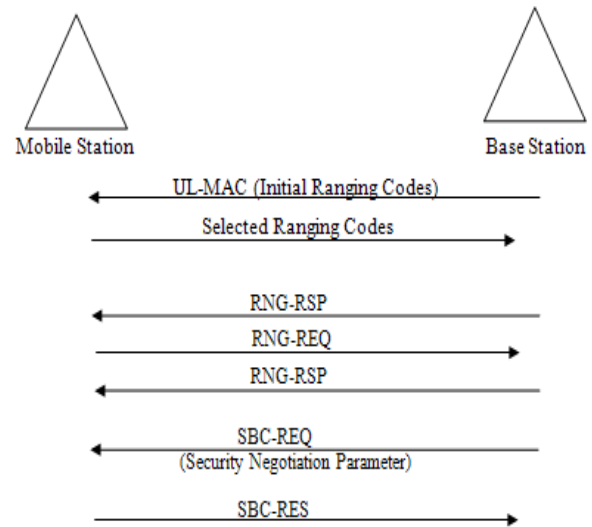 Mobile Station
Base Station
UL-MAC (Initial Ranging Codes)
Selected Ranging Codes
RNG-RSP
RNG-REQ
RNG-RSP
SBC-REQ
(Security Negotiation Parameter)
SBC-RES